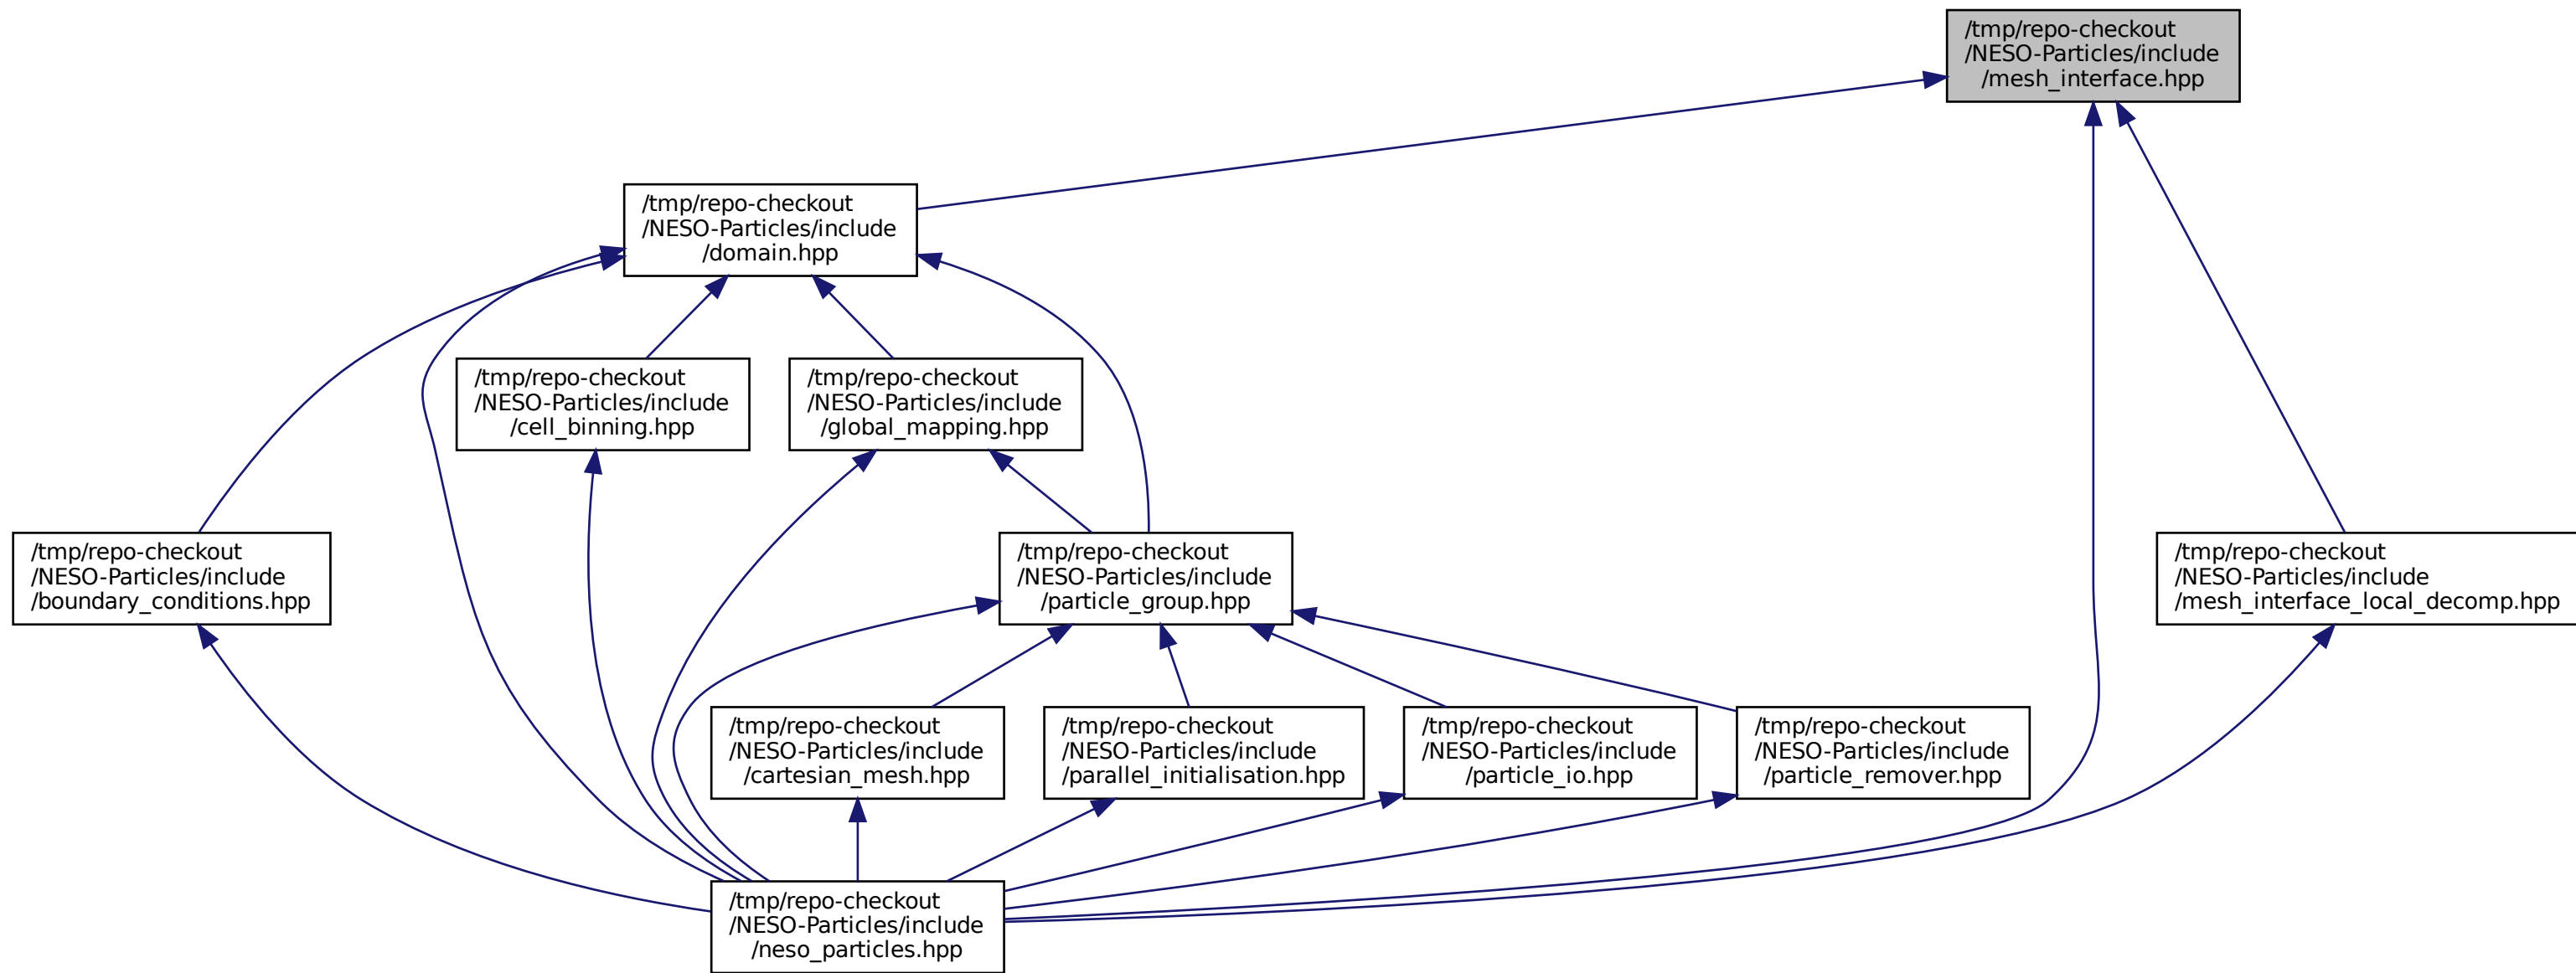 /tmp/repo-checkout
/NESO-Particles/include
/mesh_interface.hpp
/tmp/repo-checkout
/NESO-Particles/include
/domain.hpp
/tmp/repo-checkout
/NESO-Particles/include
/cell_binning.hpp
/tmp/repo-checkout
/NESO-Particles/include
/global_mapping.hpp
/tmp/repo-checkout
/NESO-Particles/include
/boundary_conditions.hpp
/tmp/repo-checkout
/NESO-Particles/include
/particle_group.hpp
/tmp/repo-checkout
/NESO-Particles/include
/mesh_interface_local_decomp.hpp
/tmp/repo-checkout
/NESO-Particles/include
/cartesian_mesh.hpp
/tmp/repo-checkout
/NESO-Particles/include
/parallel_initialisation.hpp
/tmp/repo-checkout
/NESO-Particles/include
/particle_io.hpp
/tmp/repo-checkout
/NESO-Particles/include
/particle_remover.hpp
/tmp/repo-checkout
/NESO-Particles/include
/neso_particles.hpp